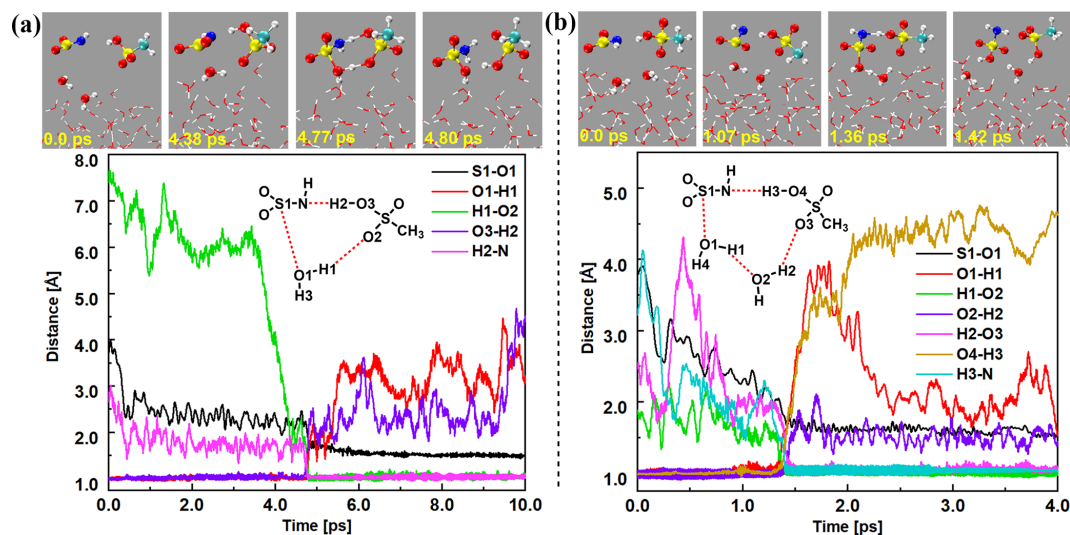 (a)
0.0 ps
4.38 ps
4.77 ps
4.80 ps
8.0
7.0
6.0
5.0
4.0
3.0
2.0
1.0
Distance [Å]
0.0
2.0
4.0
6.0
8.0
10.0
Time [ps]
S1-O1
O1-H1
H1-O2
O3-H2
H2-N
O
H
S1-N
H2-O3
O
O
S
CH3
O2
O1
H1
H3
(b)
0.0 ps
1.07 ps
1.36 ps
1.42 ps
5.0
4.0
3.0
2.0
1.0
Distance [Å]
0.0
1.0
2.0
3.0
4.0
Time [ps]
S1-O1
O1-H1
H1-O2
O2-H2
H2-O3
O4-H3
H3-N
O
H
S1-N
H3-O4
O
O
S
O3
CH3
O1
H1
H4
O2
H2
H